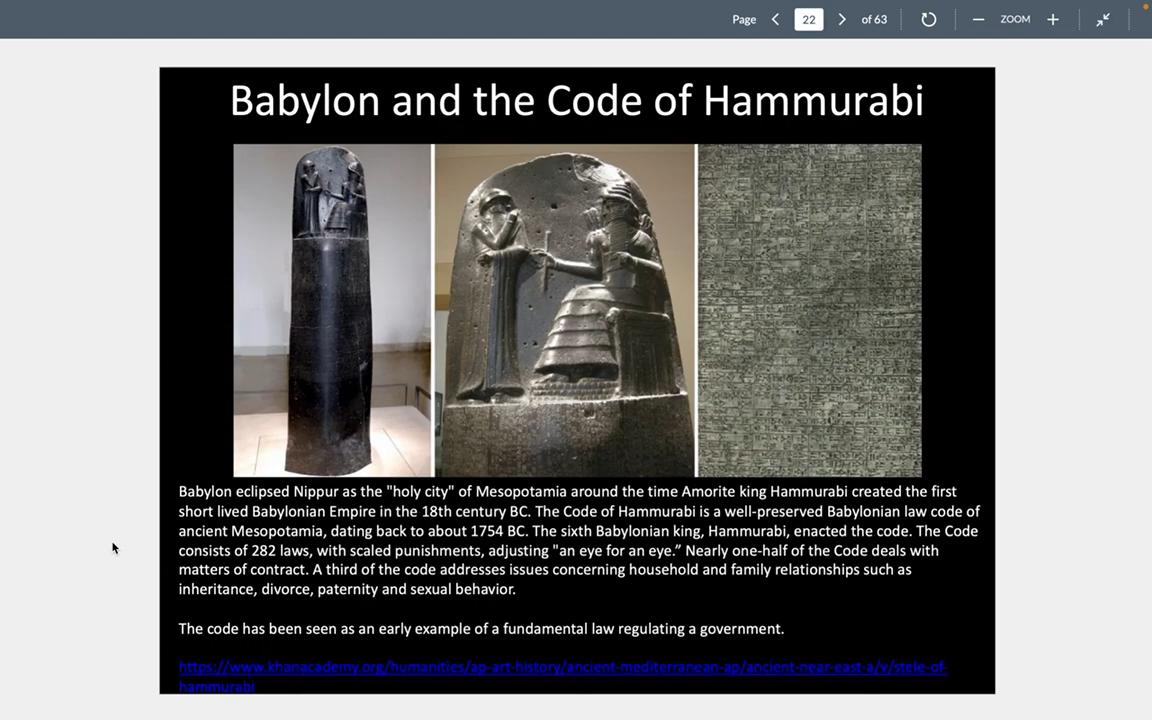 Page 22 of 63 ZOOM
Babylon and the Code of Hammurabi
Babylon eclipsed Nippur as the "holy city" of Mesopotamia around the time Amorite king Hammurabi created the first
short lived Babylonian Empire in the 18th century BC. The Code of Hammurabi is a well-preserved Babylonian law code of
ancient Mesopotamia, dating back to about 1754 BC. The sixth Babylonian king, Hammurabi, enacted the code. The Code
consists of 282 laws, with scaled punishments, adjusting "an eye for an eye.” Nearly one-half of the Code deals with
matters of contract. A third of the code addresses issues concerning household and family relationships such as
inheritance, divorce, paternity and sexual behavior.
The code has been seen as an early example of a fundamental law regulating a government.
https://www.khanacademy.org/humanities/ap-art-history/ancient-mediterranean-ap/ancient-near-east-a/v/stele-of-
hammurabi